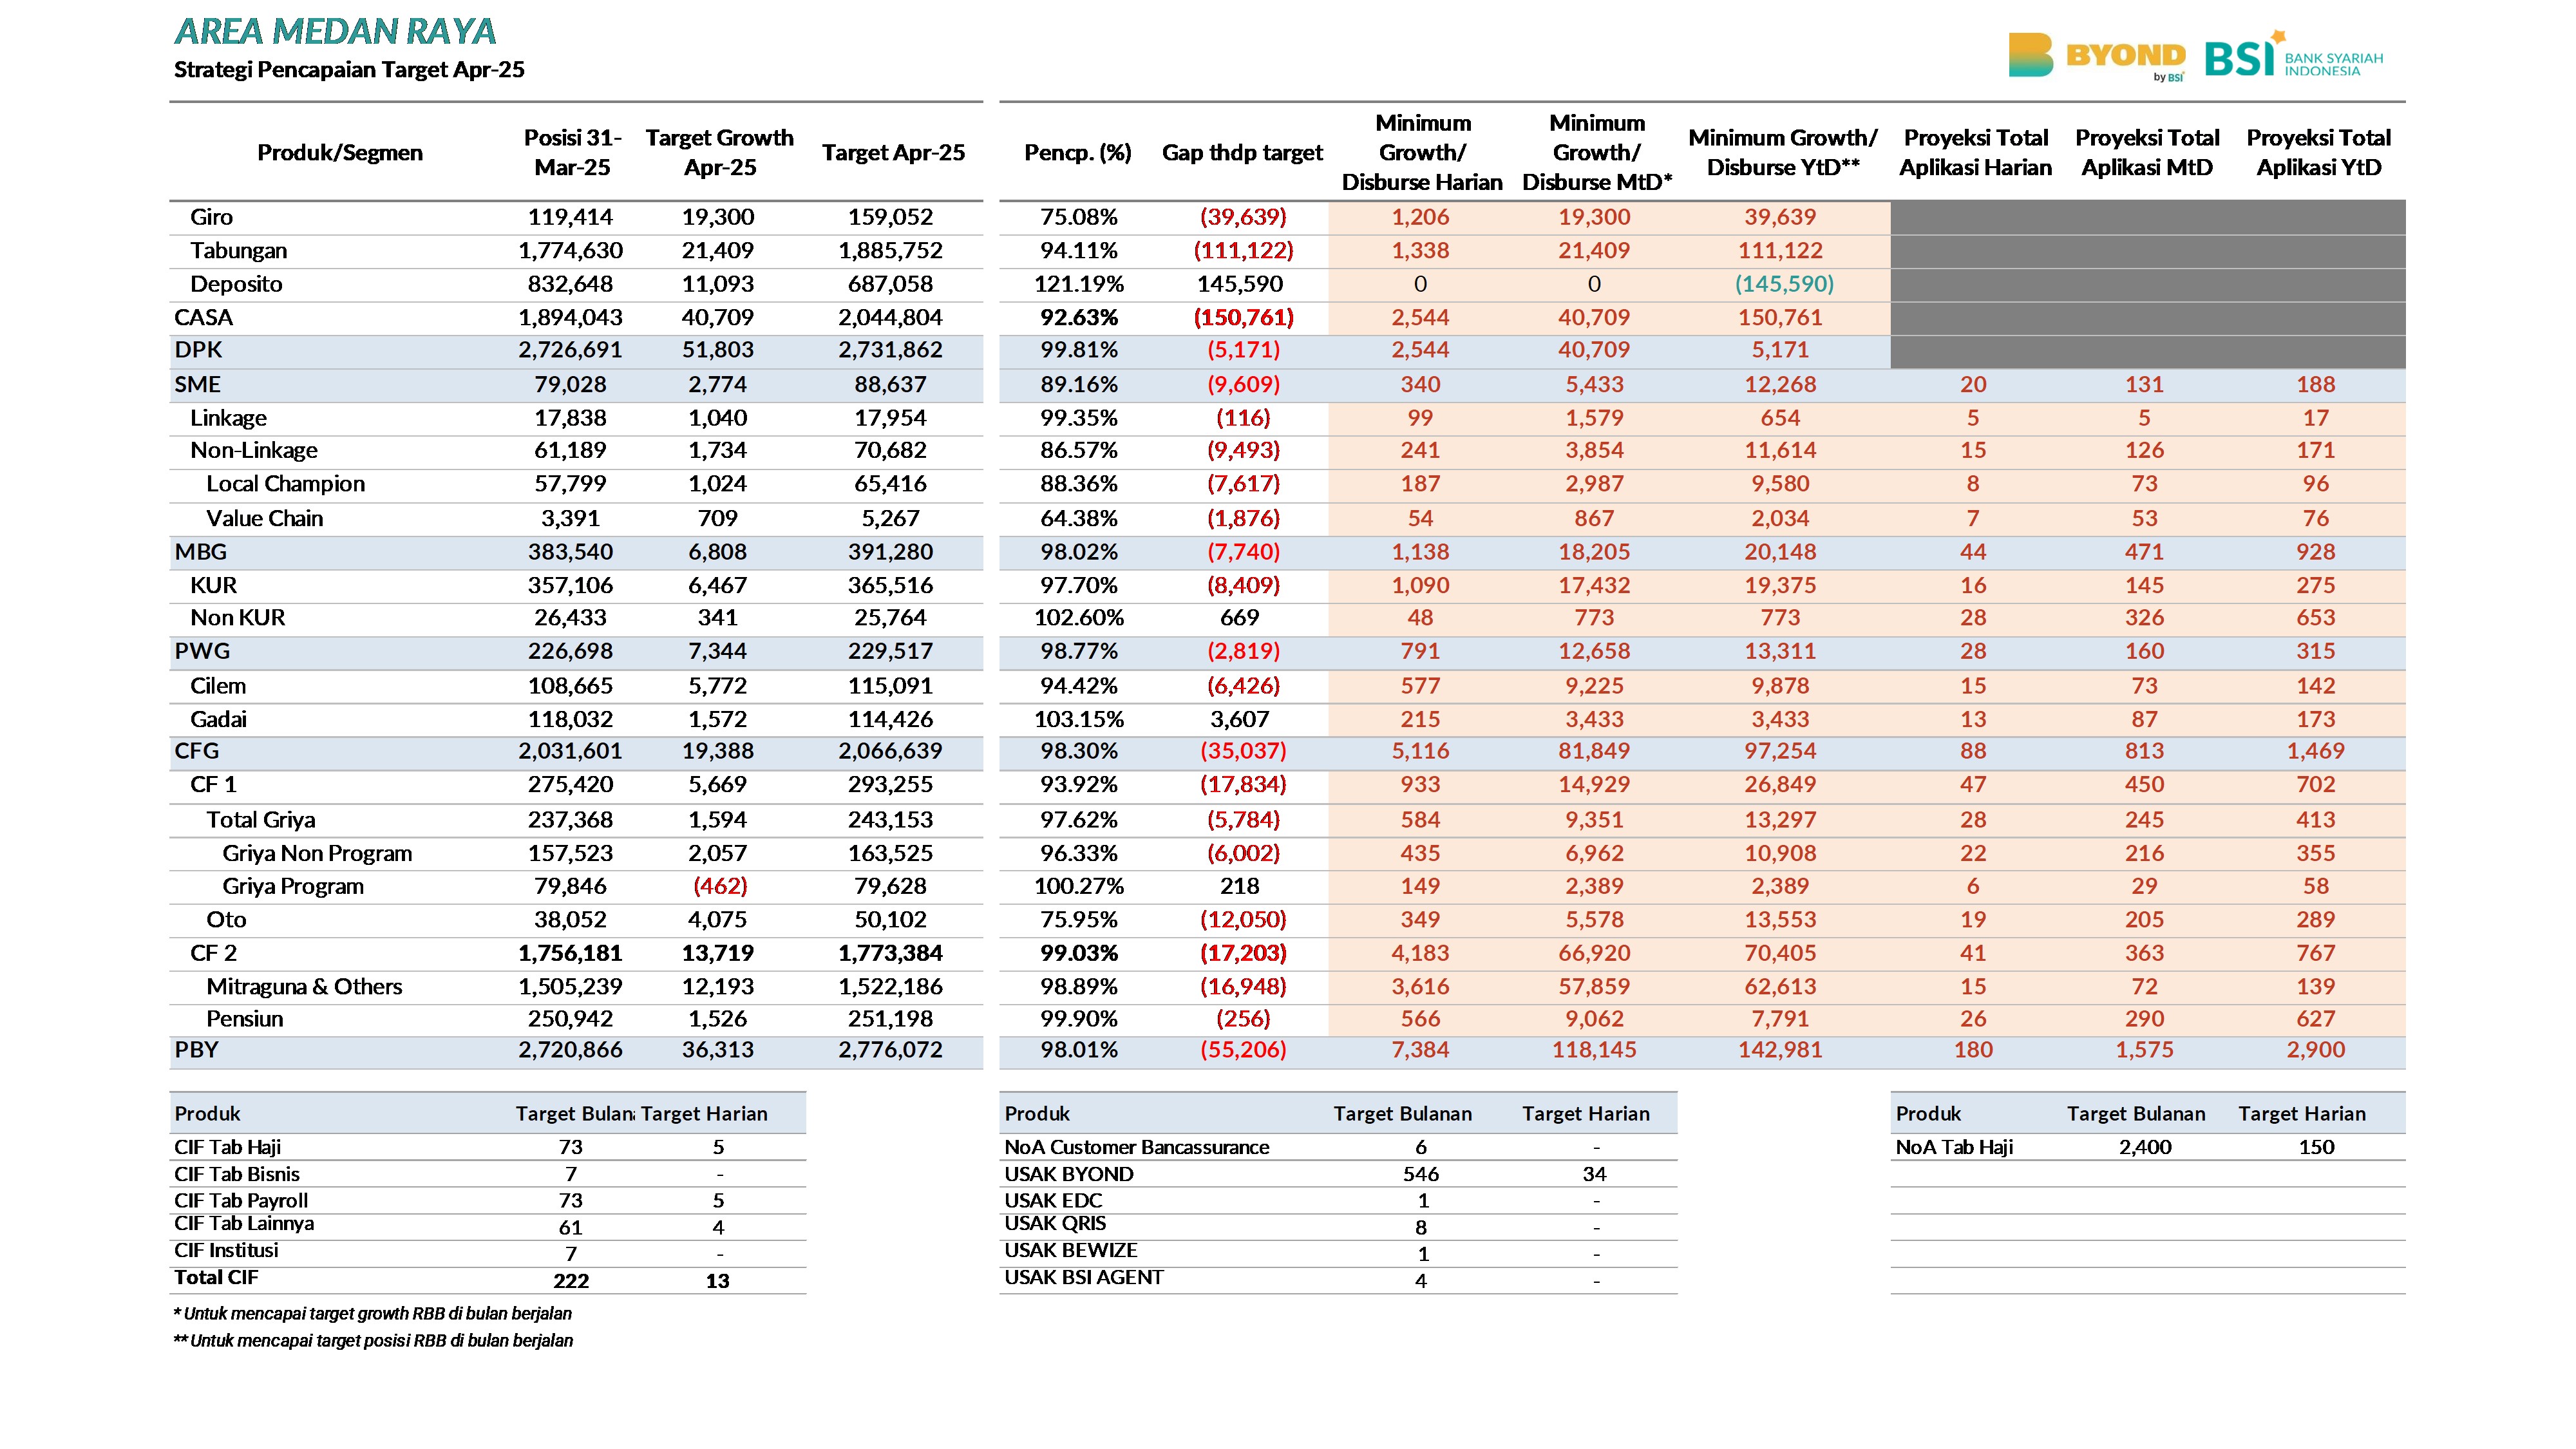 AREA MEDAN RAYA
Strategi Pencapaian Target Apr-25
BYOND
by BSI
BSI BANK SYARIAH INDONESIA
Produk/Segmen Posisi 31-Mar-25 Target Growth Apr-25 Target Apr-25 Pencp. (%) Gap thdp target Minimum Growth/ Disburse Harian Minimum Growth/ Disburse MtD* Minimum Growth/ Disburse YtD** Proyeksi Total Aplikasi Harian Proyeksi Total Aplikasi MtD Proyeksi Total Aplikasi YtD
Giro 119,414 19,300 159,052 75.08% (39,639) 1,206 19,300 39,639
Tabungan 1,774,630 21,409 1,885,752 94.11% (111,122) 1,338 21,409 111,122
Deposito 832,648 11,093 687,058 121.19% 145,590 0 0 (145,590)
CASA 1,894,043 40,709 2,044,804 92.63% (150,761) 2,544 40,709 150,761
DPK 2,726,691 51,803 2,731,862 99.81% (5,171) 2,544 40,709 5,171
SME 79,028 2,774 88,637 89.16% (9,609) 340 5,433 12,268 20 131 188
Linkage 17,838 1,040 17,954 99.35% (116) 99 1,579 654 5 5 17
Non-Linkage 61,189 1,734 70,682 86.57% (9,493) 241 3,854 11,614 15 126 171
Local Champion 57,799 1,024 65,416 88.36% (7,617) 187 2,987 9,580 8 73 96
Value Chain 3,391 709 5,267 64.38% (1,876) 54 867 2,034 7 53 76
MBG 383,540 6,808 391,280 98.02% (7,740) 1,138 18,205 20,148 44 471 928
KUR 357,106 6,467 365,516 97.70% (8,409) 1,090 17,432 19,375 16 145 275
Non KUR 26,433 341 25,764 102.60% 669 48 773 773 28 326 653
PWG 226,698 7,344 229,517 98.77% (2,819) 791 12,658 13,311 28 160 315
Cilem 108,665 5,772 115,091 94.42% (6,426) 577 9,225 9,878 15 73 142
Gadai 118,032 1,572 114,426 103.15% 3,607 215 3,433 3,433 13 87 173
CFG 2,031,601 19,388 2,066,639 98.30% (35,037) 5,116 81,849 97,254 88 813 1,469
CF 1 275,420 5,669 293,255 93.92% (17,834) 933 14,929 26,849 47 450 702
Total Griya 237,368 1,594 243,153 97.62% (5,784) 584 9,351 13,297 28 245 413
Griya Non Program 157,523 2,057 163,525 96.33% (6,002) 435 6,962 10,908 22 216 355
Griya Program 79,846 (462) 79,628 100.27% 218 149 2,389 2,389 6 29 58
Oto 38,052 4,075 50,102 75.95% (12,050) 349 5,578 13,553 19 205 289
CF 2 1,756,181 13,719 1,773,384 99.03% (17,203) 4,183 66,920 70,405 41 363 767
Mitraguna & Others 1,505,239 12,193 1,522,186 98.89% (16,948) 3,616 57,859 62,613 15 72 139
Pensiun 250,942 1,526 251,198 99.90% (256) 566 9,062 7,791 26 290 627
PBY 2,720,866 36,313 2,776,072 98.01% (55,206) 7,384 118,145 142,981 180 1,575 2,900
Produk Target Bulana Target Harian
CIF Tab Haji 73 5
CIF Tab Bisnis 7 -
CIF Tab Payroll 73 5
CIF Tab Lainnya 61 4
CIF Institusi 7 -
Total CIF 222 13
Produk Target Bulanan Target Harian
NoA Customer Bancassurance 6 -
USAK BYOND 546 34
USAK EDC 1 -
USAK QRIS 8 -
USAK BEWIZE 1 -
USAK BSI AGENT 4 -
Produk Target Bulanan Target Harian
NoA Tab Haji 2,400 150
* Untuk mencapai target growth RBB di bulan berjalan
** Untuk mencapai target posisi RBB di bulan berjalan